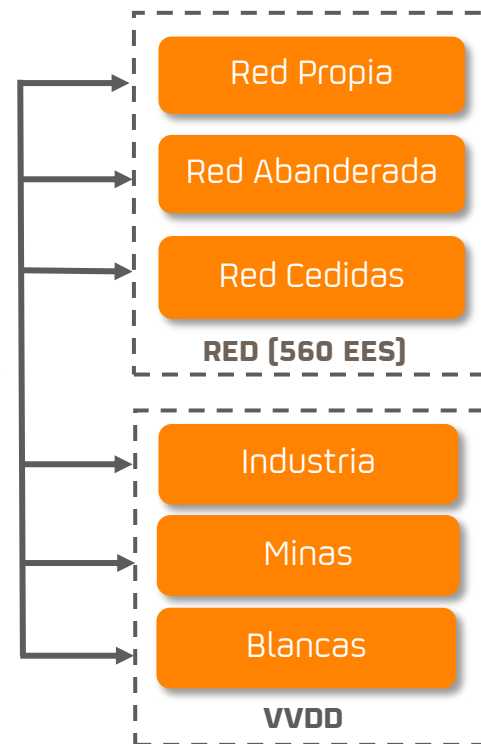 Red Propia
Red Abanderada
Red Cedidas
RED (560 EES)
Industria
Minas
Blancas
VVDD